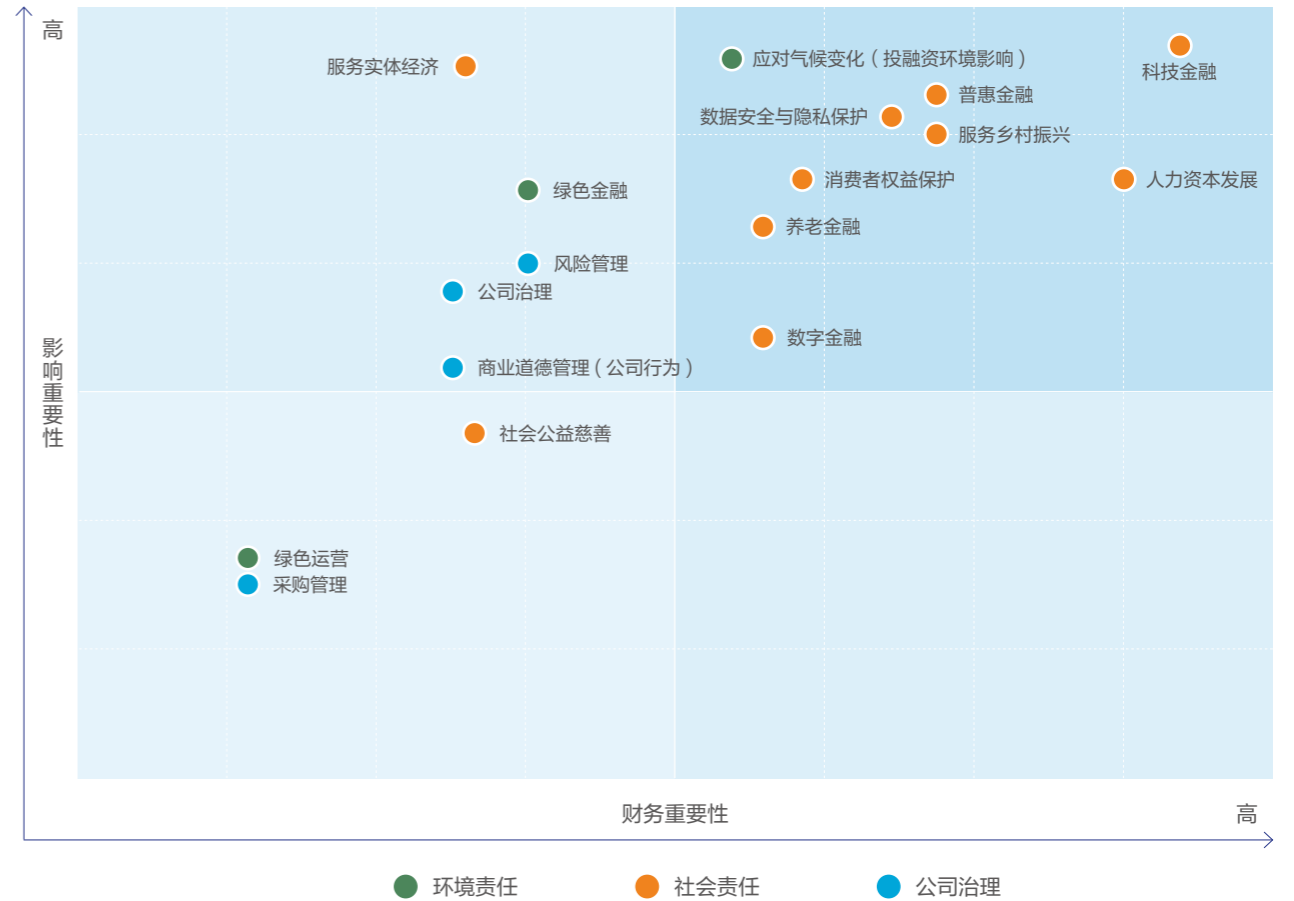 高
服务实体经济
应对气候变化（投融资环境影响）
科技金融
普惠金融
数据安全与隐私保护
服务乡村振兴
消费者权益保护
人力资本发展
绿色金融
养老金融
风险管理
公司治理
数字金融
影响重要性
商业道德管理（公司行为）
社会公益慈善
绿色运营
采购管理
财务重要性
高
环境责任
社会责任
公司治理